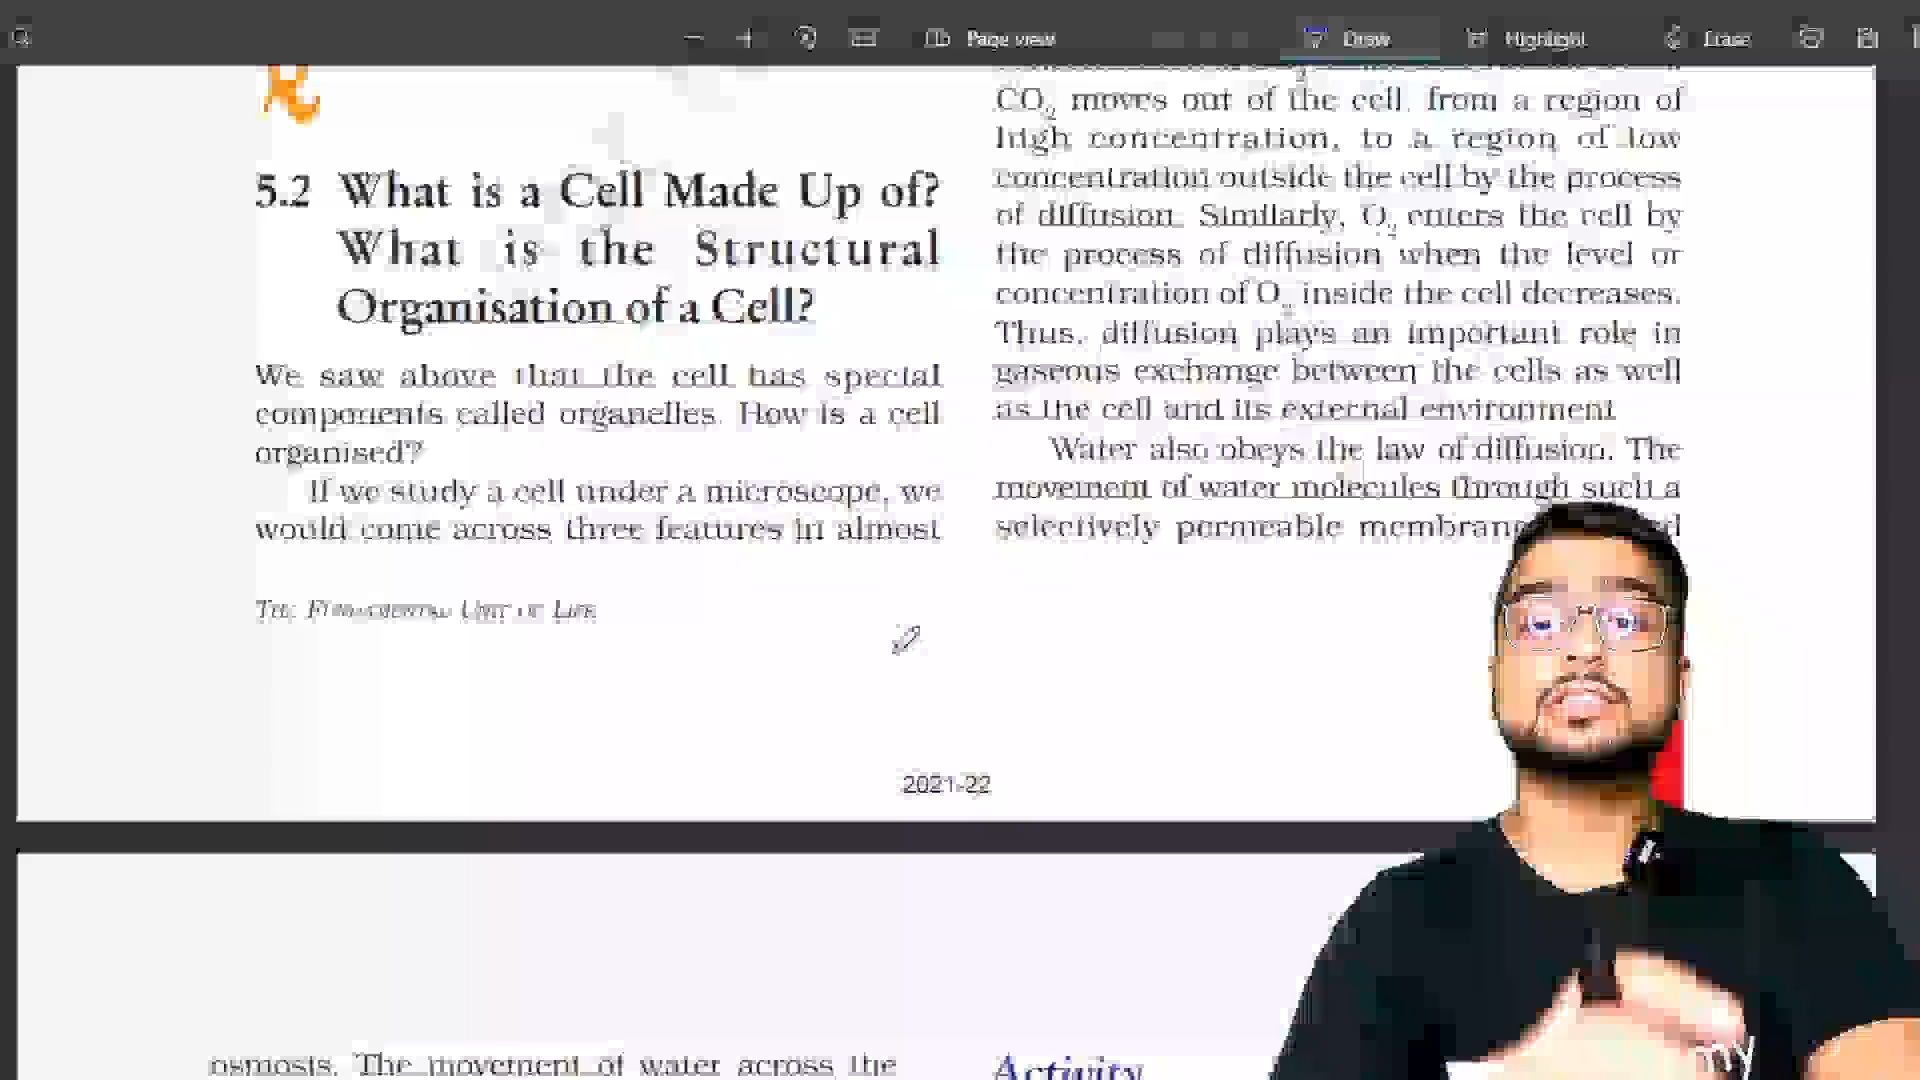 Page view
Draw
Highlight
Erase
5.2 What is a Cell Made Up of?
What is the Structural
Organisation of a Cell?
We saw above that the cell has special
components called organelles. How is a cell
organised?
If we study a cell under a microscope, we
would come across three features in almost
THE FUNDAMENTAL UNIT OF LIFE
CO₂ moves out of the cell, from a region of
high concentration, to a region of low
concentration outside the cell by the process
of diffusion. Similarly, O₂ enters the cell by
the process of diffusion when the level or
concentration of O₂ inside the cell decreases.
Thus, diffusion plays an important role in
gaseous exchange between the cells as well
as the cell and its external environment
Water also obeys the law of diffusion. The
movement of water molecules through such a
selectively permeable
2021-22
osmosis. The movement of water across the
Activity